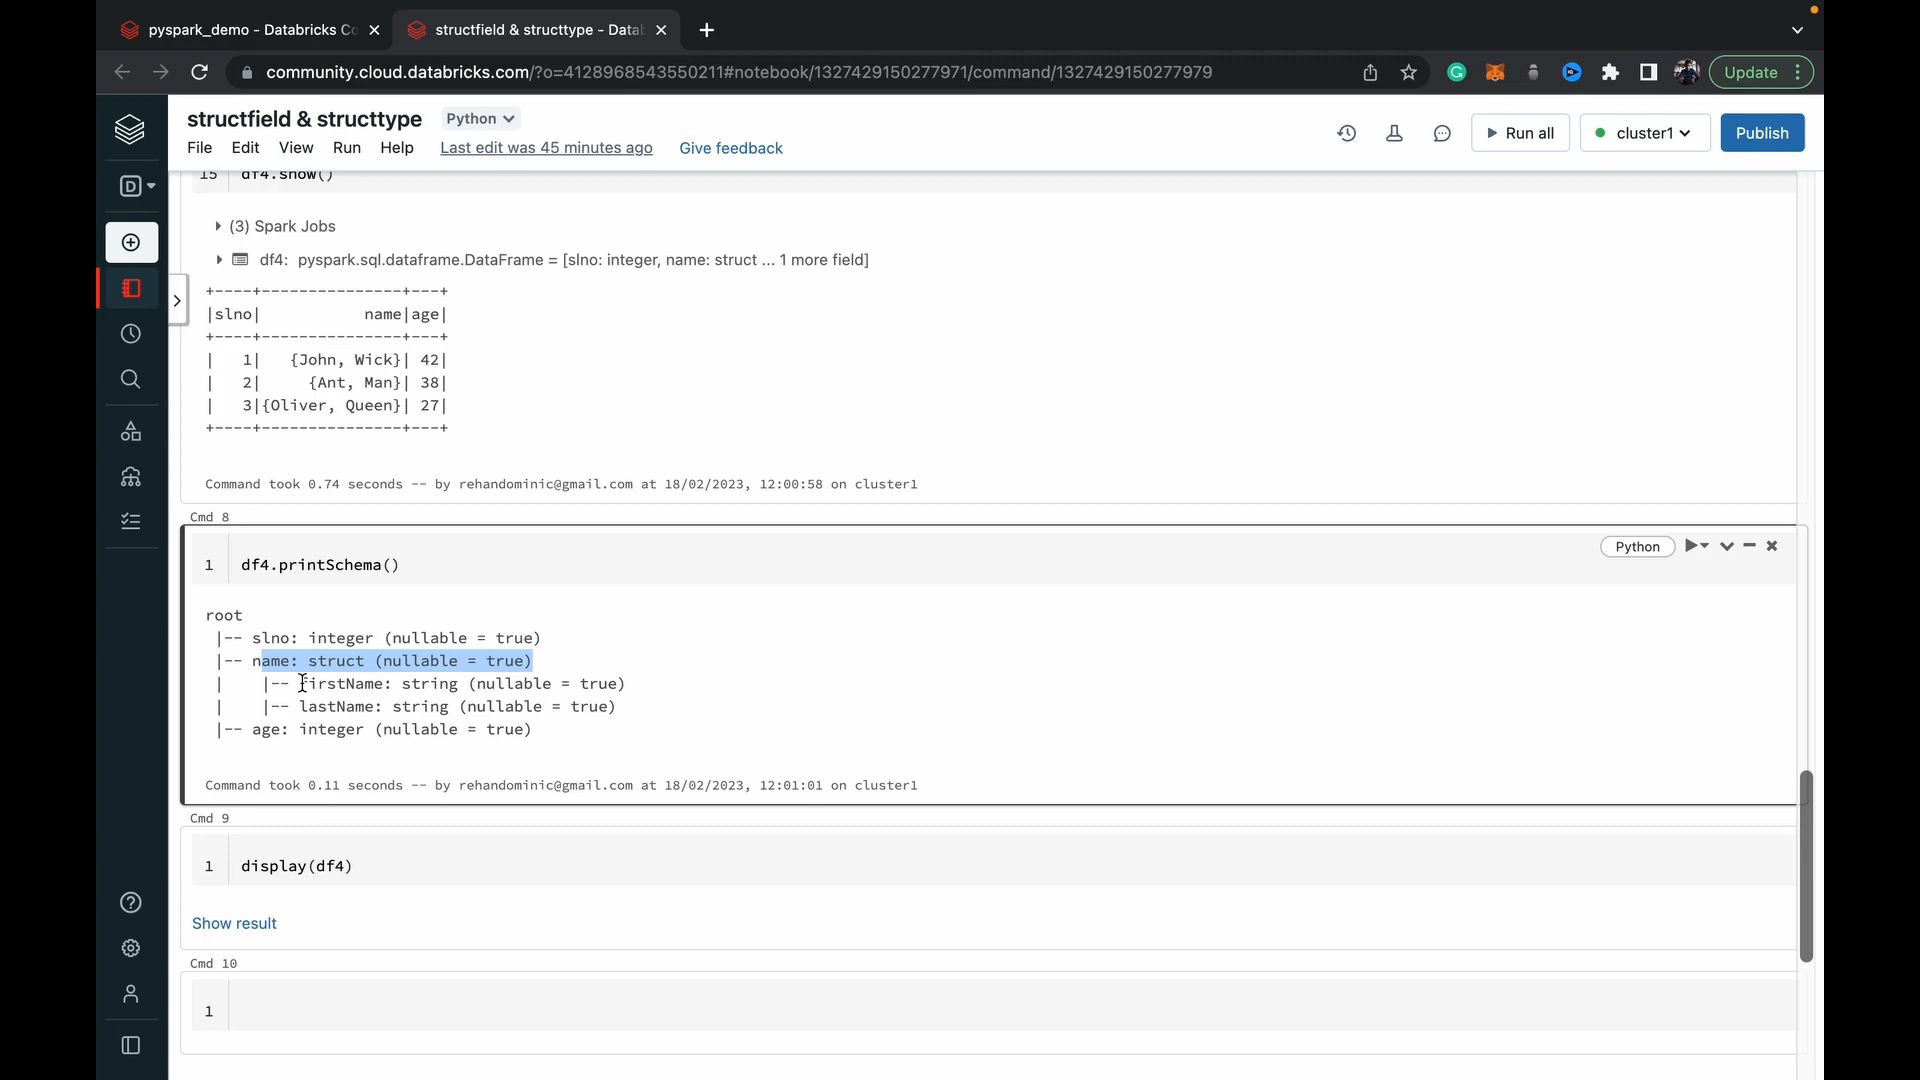 pyspark_demo - Databricks Co
structfield & structtype - Data
community.cloud.databricks.com/?o=4128968543550211#notebook/1327429150277971/command/1327429150277979
Update
structfield & structtype Python
File Edit View Run Help Last edit was 45 minutes ago Give feedback
Run all
cluster1
Publish
D
15 df4.show()
(3) Spark Jobs
df4: pyspark.sql.dataframe.DataFrame = [slno: integer, name: struct ... 1 more field]
+----+---------------+---+
|slno|           name|age|
+----+---------------+---+
|   1|   {John, Wick}| 42|
|   2|     {Ant, Man}| 38|
|   3|{Oliver, Queen}| 27|
+----+---------------+---+
Command took 0.74 seconds -- by rehandominic@gmail.com at 18/02/2023, 12:00:58 on cluster1
Cmd 8
Python
1 df4.printSchema()
root
 |-- slno: integer (nullable = true)
 |-- name: struct (nullable = true)
 |    |-- firstName: string (nullable = true)
 |    |-- lastName: string (nullable = true)
 |-- age: integer (nullable = true)
Command took 0.11 seconds -- by rehandominic@gmail.com at 18/02/2023, 12:01:01 on cluster1
Cmd 9
1 display(df4)
Show result
Cmd 10
1